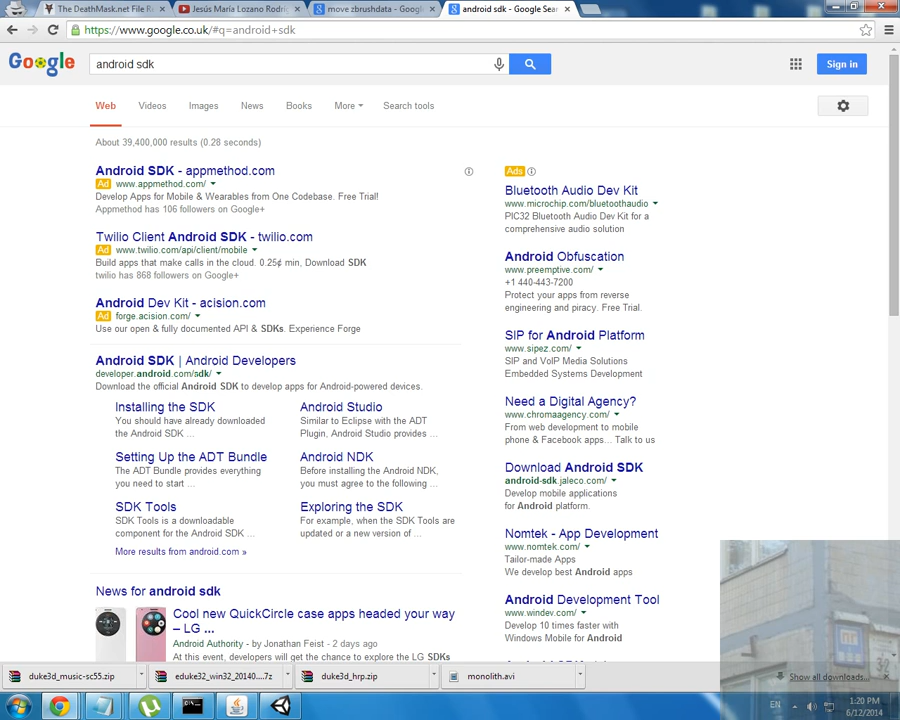 The DeathMask.net File R
Jesús María Lozano Rodri
move zbrushdata - Google
android sdk - Google Sear
https://www.google.co.uk/#q=android+sdk
Google
android sdk
Sign in
Web Videos Images News Books More Search tools
About 39,400,000 results (0.28 seconds)
Android SDK - appmethod.com
Ad www.appmethod.com/
Develop Apps for Mobile & Wearables from One Codebase. Free Trial!
Appmethod has 106 followers on Google+
Twilio Client Android SDK - twilio.com
Ad www.twilio.com/api/client/mobile
Build apps that make calls in the cloud. 0.25¢ min, Download SDK
twilio has 868 followers on Google+
Android Dev Kit - acision.com
Ad forge.acision.com/
Use our open & fully documented API & SDKs. Experience Forge
Android SDK | Android Developers
developer.android.com/sdk/
Download the official Android SDK to develop apps for Android-powered devices.
Installing the SDK
You should have already downloaded
the Android SDK ...
Android Studio
Similar to Eclipse with the ADT
Plugin, Android Studio provides ...
Setting Up the ADT Bundle
The ADT Bundle provides everything
you need to start ...
Android NDK
Before installing the Android NDK,
you must agree to the following ...
SDK Tools
SDK Tools is a downloadable
component for the Android SDK ...
Exploring the SDK
For example, when the SDK Tools are
updated or a new version of ...
More results from android.com »
News for android sdk
Cool new QuickCircle case apps headed your way
– LG ...
Android Authority - by Jonathan Feist - 2 days ago
At this event, developers will get the chance to explore the LG SDKs
Ads
Bluetooth Audio Dev Kit
www.microchip.com/bluetoothaudio
PIC32 Bluetooth Audio Dev Kit for a
comprehensive audio solution
Android Obfuscation
www.preemptive.com/
+1 440-443-7200
Protect your apps from reverse
engineering and piracy. Free Trial.
SIP for Android Platform
www.sipez.com/
SIP and VoIP Media Solutions
Embedded Systems Development
Need a Digital Agency?
www.chromaagency.com/
From web development to mobile
phone & Facebook apps... Talk to us
Download Android SDK
android-sdk.jaleco.com/
Develop mobile applications
for Android platform.
Nomtek - App Development
www.nomtek.com/
Tailor-made Apps
We develop best Android apps
Android Development Tool
www.windev.com/
Develop 10 times faster with
Windows Mobile for Android
duke3d_music-sc55.zip
eduke32_win32_20140....7z
duke3d_hrp.zip
monolith.avi
Show all downloads...
EN
1:20 PM
6/12/2014